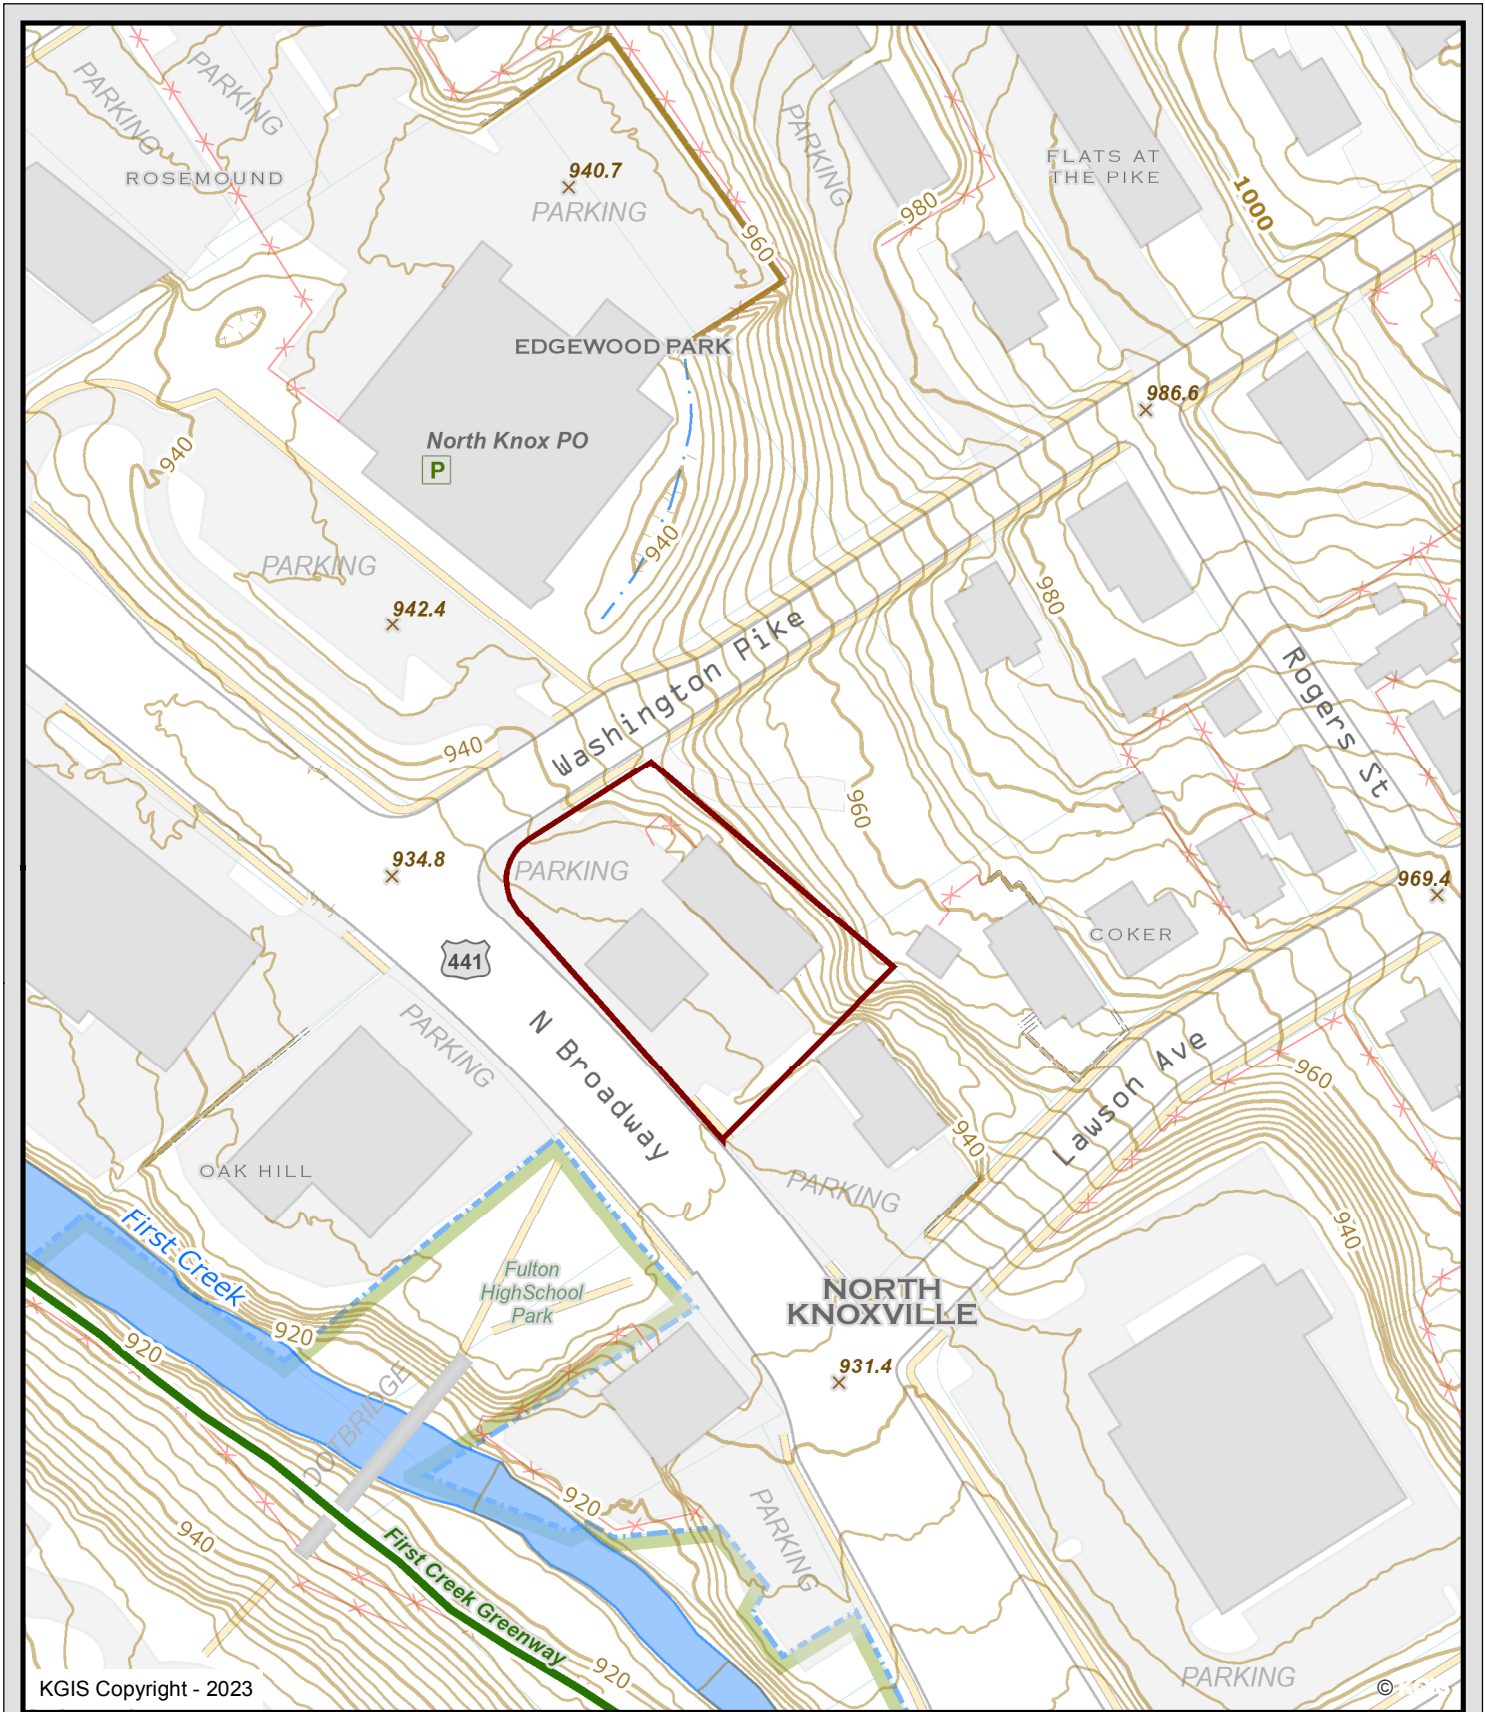 PARKING
PARKING
ROSEMOUND
940.7
PARKING
PARKING
FLATS AT
THE PIKE
980
1000
960
EDGEWOOD PARK
986.6
North Knox PO
P
940
940
PARKING
942.4
980
Washington Pike
Rogers St
940
960
934.8
PARKING
969.4
COKER
441
N Broadway
PARKING
Lawson Ave
960
940
OAK HILL
PARKING
First Creek
940
Fulton
HighSchool
Park
NORTH
KNOXVILLE
920
920
931.4
FOOTBRIDGE
920
PARKING
940
First Creek Greenway
920
PARKING
KGIS Copyright - 2023
© KGIS